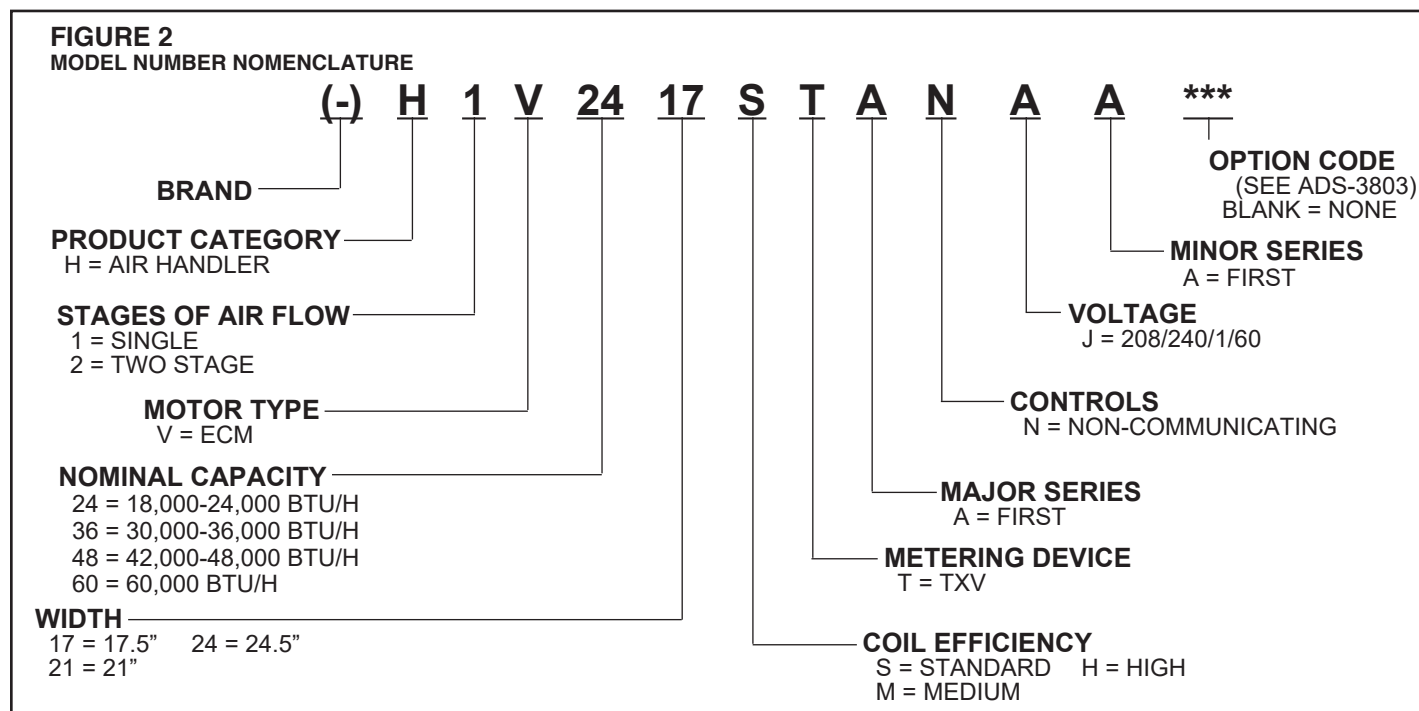 FIGURE 2
MODEL NUMBER NOMENCLATURE
(-) H 1 V 24 17 S T A N A A ***
BRAND
PRODUCT CATEGORY
H = AIR HANDLER
STAGES OF AIR FLOW
1 = SINGLE
2 = TWO STAGE
MOTOR TYPE
V = ECM
NOMINAL CAPACITY
24 = 18,000-24,000 BTU/H
36 = 30,000-36,000 BTU/H
48 = 42,000-48,000 BTU/H
60 = 60,000 BTU/H
WIDTH
17 = 17.5” 24 = 24.5”
21 = 21”
OPTION CODE
(SEE ADS-3803)
BLANK = NONE
MINOR SERIES
A = FIRST
VOLTAGE
J = 208/240/1/60
CONTROLS
N = NON-COMMUNICATING
MAJOR SERIES
A = FIRST
METERING DEVICE
T = TXV
COIL EFFICIENCY
S = STANDARD H = HIGH
M = MEDIUM